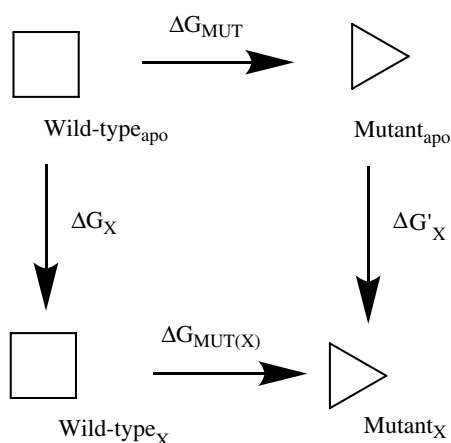 ΔG_MUT
Wild-type_apo
Mutant_apo
ΔG_X
ΔG'_X
ΔG_MUT(X)
Wild-type_X
Mutant_X